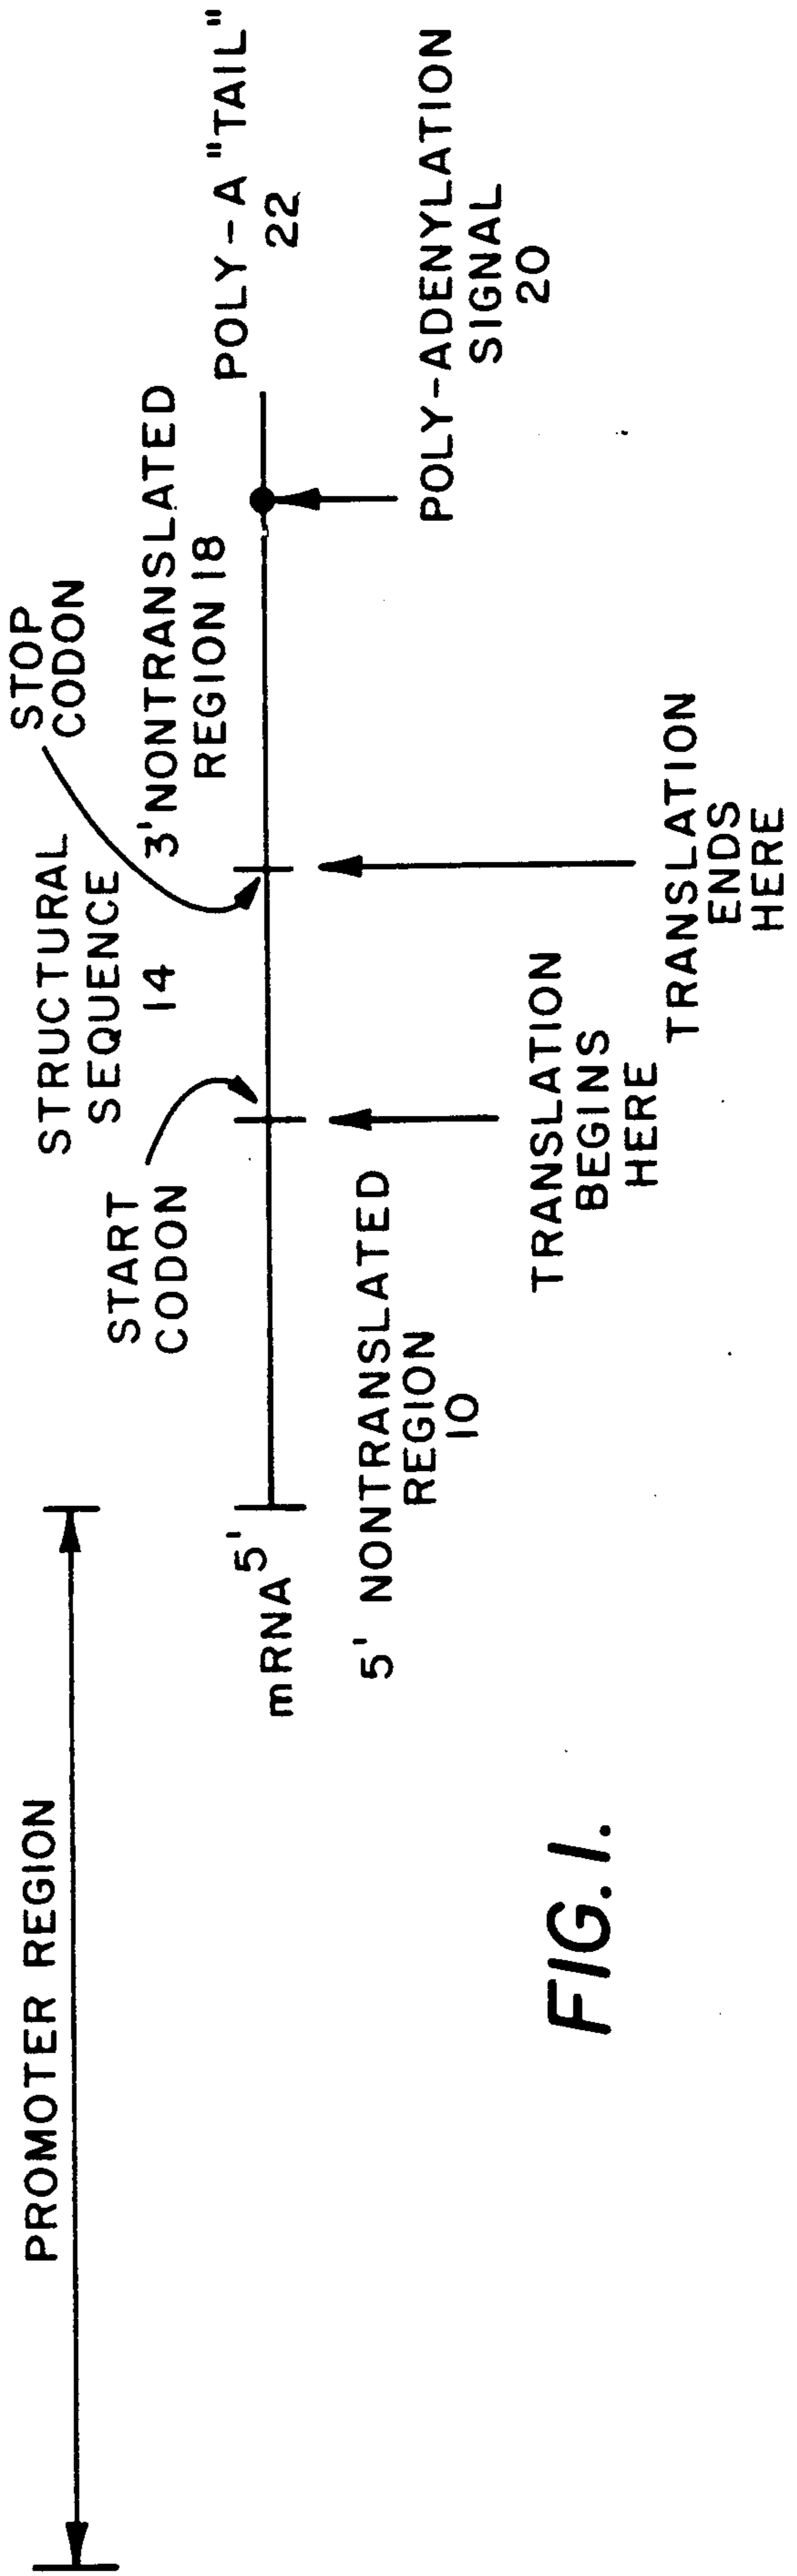 PROMOTER REGION
mRNA 5'
5' NONTRANSLATED
REGION
10
START
CODON
TRANSLATION
BEGINS
HERE
STRUCTURAL
SEQUENCE
14
STOP
CODON
TRANSLATION
ENDS
HERE
3' NONTRANSLATED
REGION 18
POLY-ADENYLATION
SIGNAL
20
POLY-A "TAIL"
22
FIG. 1.